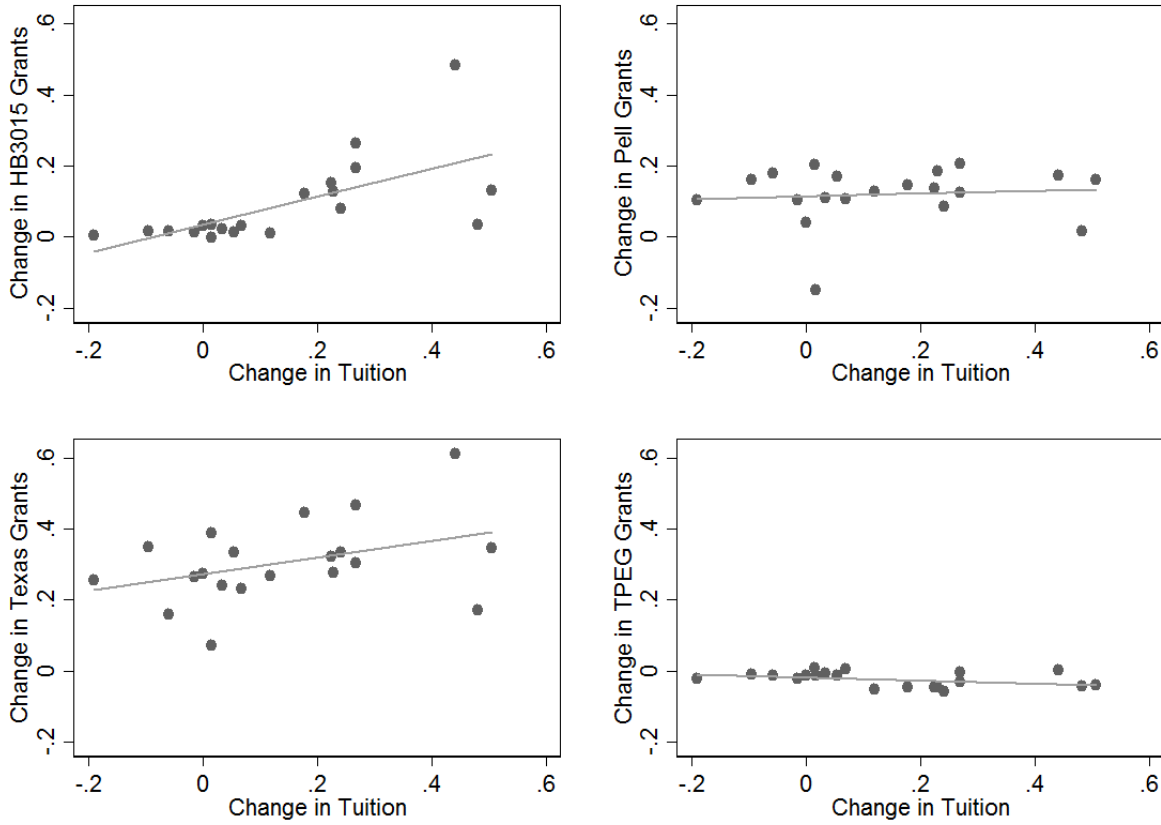 Change in HB3015 Grants
.6
.4
.2
0
-.2
-.2 0 .2 .4 .6
Change in Tuition
Change in Pell Grants
.6
.4
.2
0
-.2
-.2 0 .2 .4 .6
Change in Tuition
Change in Texas Grants
.6
.4
.2
0
-.2
-.2 0 .2 .4 .6
Change in Tuition
Change in TPEG Grants
.6
.4
.2
0
-.2
-.2 0 .2 .4 .6
Change in Tuition